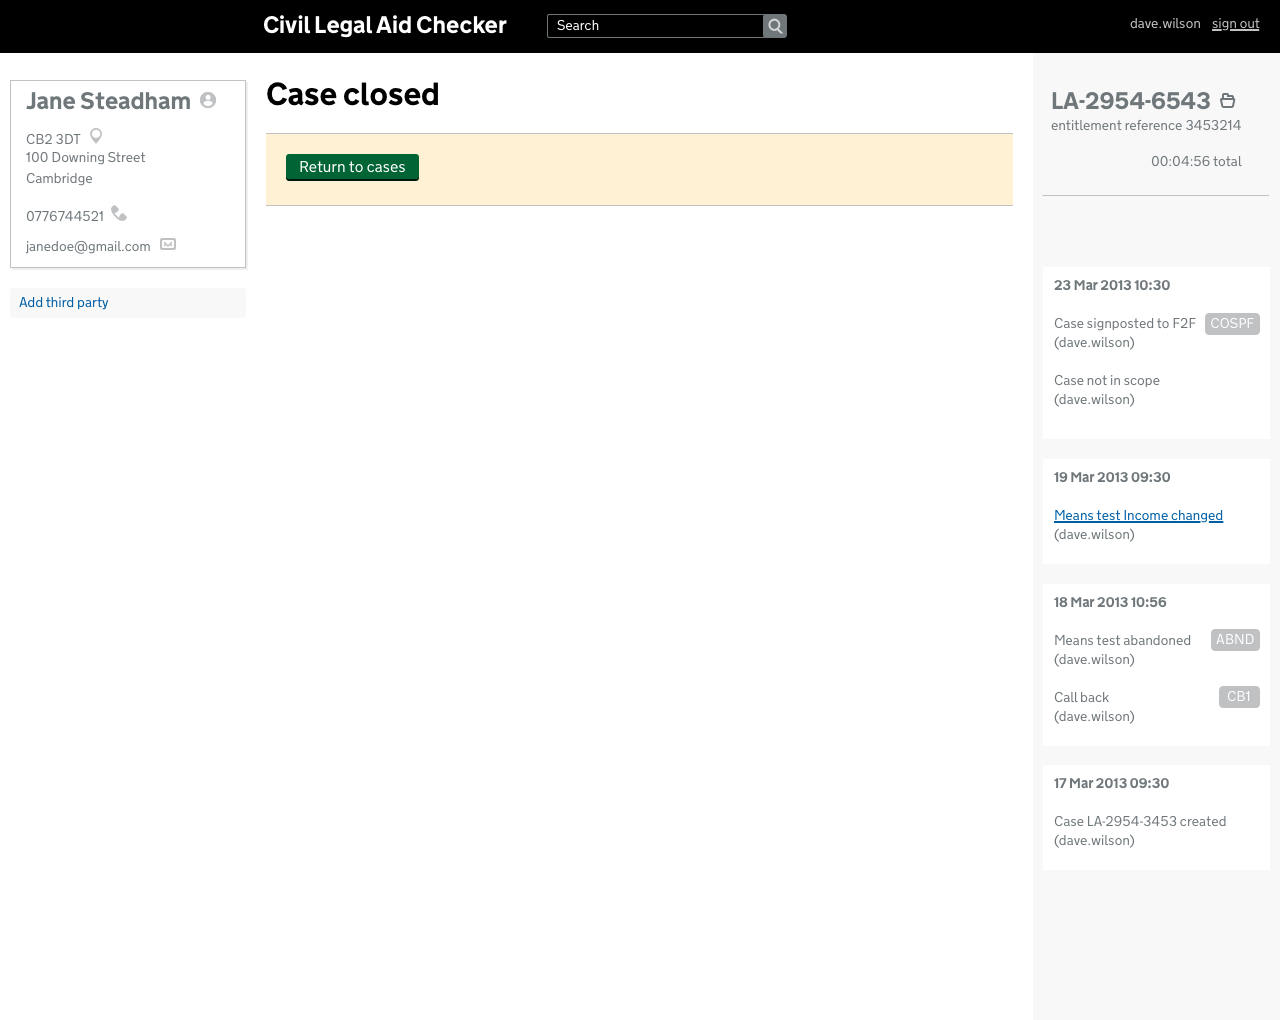 Civil Legal Aid Checker
Search
dave.wilson sign out
Jane Steadham
CB2 3DT
100 Downing Street
Cambridge
0776744521
janedoe@gmail.com
Add third party
Case closed
Return to cases
LA-2954-6543
entitlement reference 3453214
00:04:56 total
23 Mar 2013 10:30
Case signposted to F2F COSPF
(dave.wilson)
Case not in scope
(dave.wilson)
19 Mar 2013 09:30
Means test Income changed
(dave.wilson)
18 Mar 2013 10:56
Means test abandoned ABND
(dave.wilson)
Call back CB1
(dave.wilson)
17 Mar 2013 09:30
Case LA-2954-3453 created
(dave.wilson)